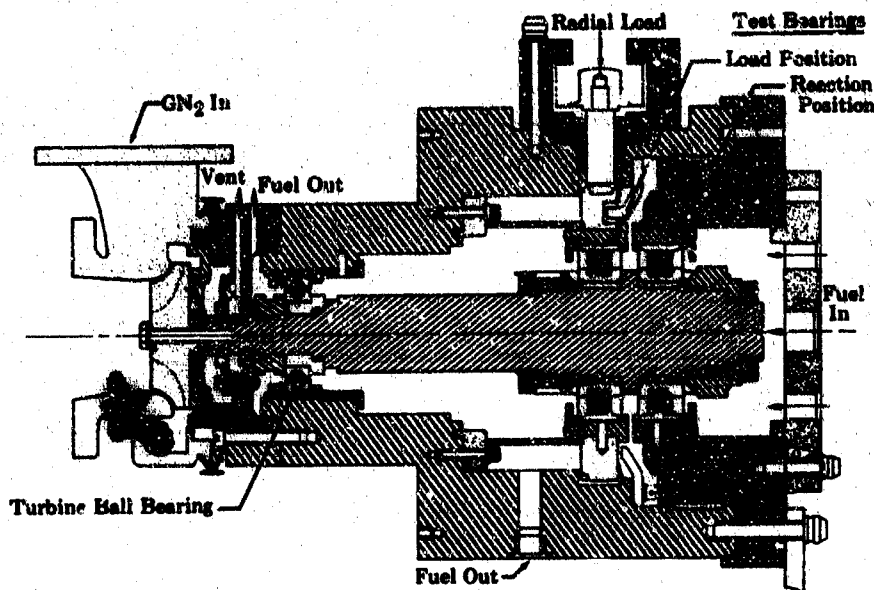 Radial Load
Test Bearings
Load Position
Reaction
Position
GN₂ In
Vent
Fuel Out
Fuel
In
Turbine Ball Bearing
Fuel Out